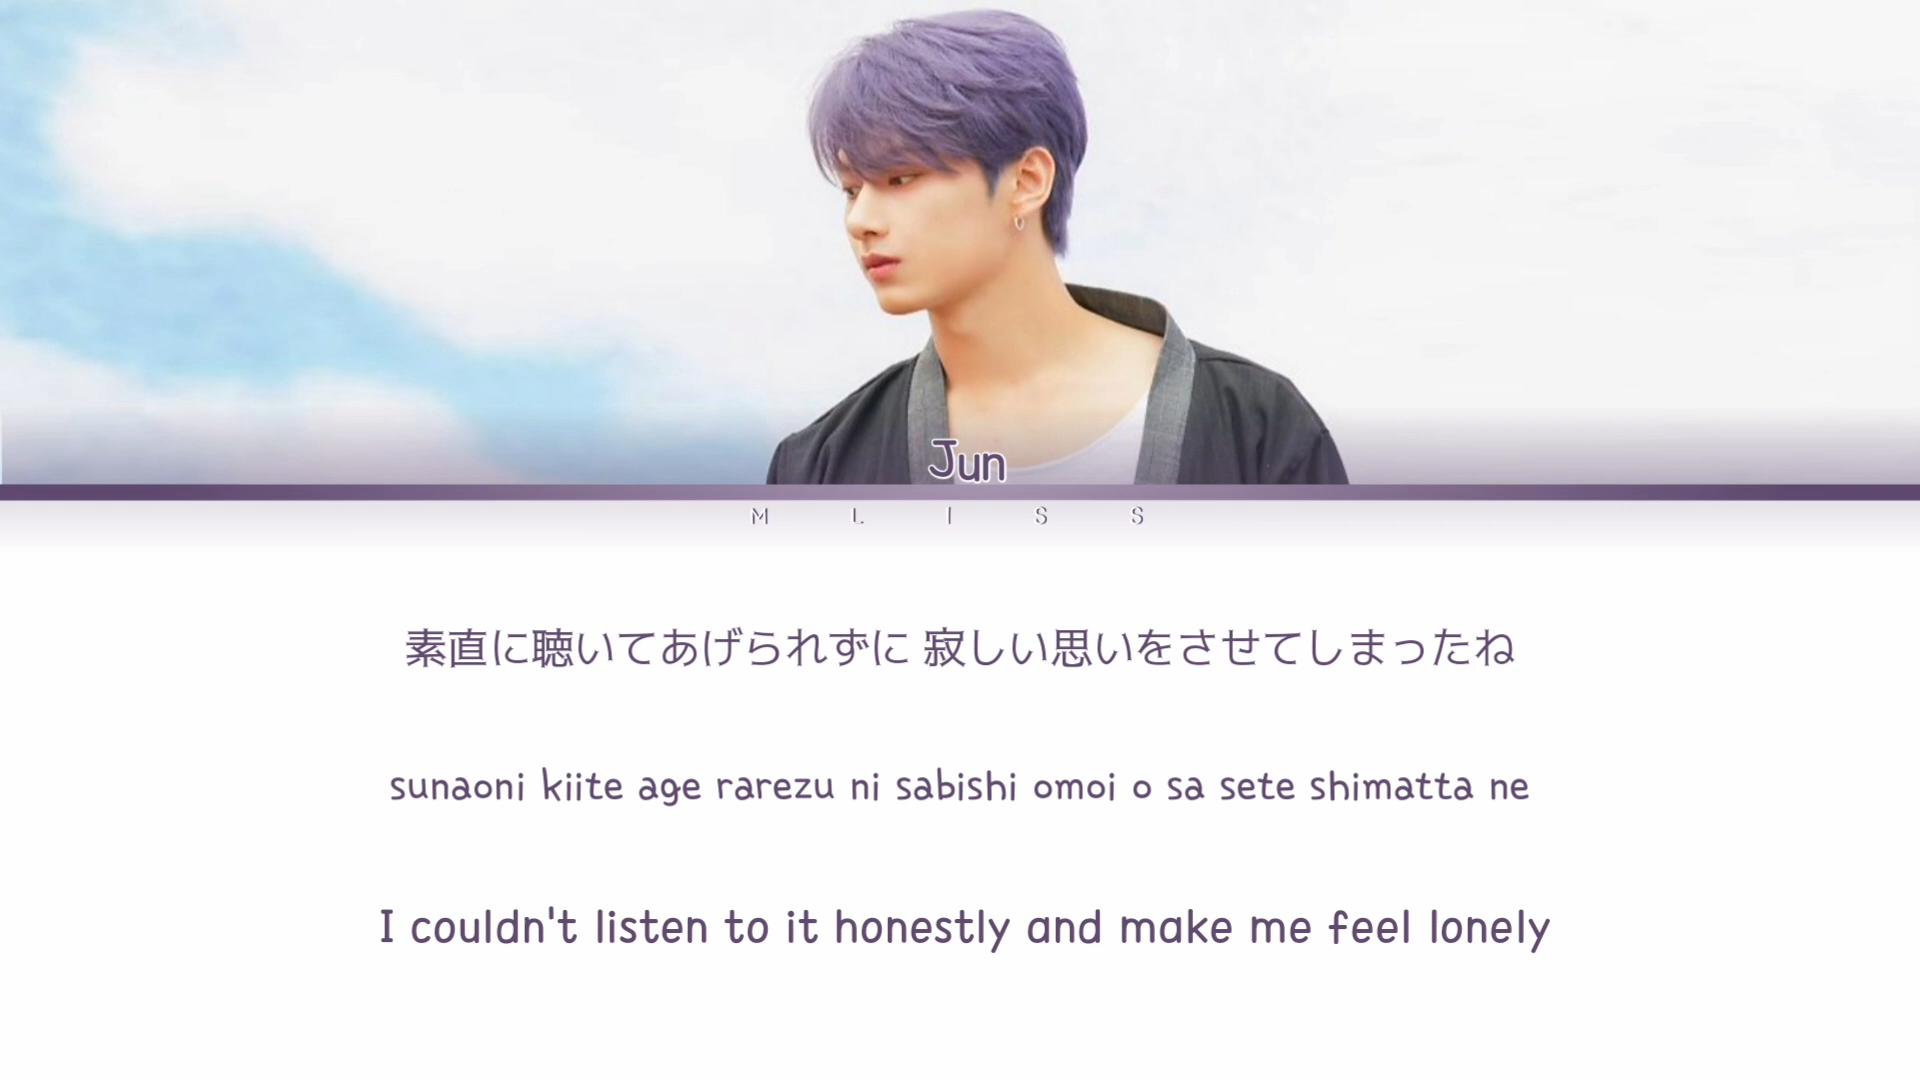 Jun
M L I S S
素直に聴いてあげられずに 寂しい思いをさせてしまったね
sunaoni kiite age rarezu ni sabishi omoi o sa sete shimatta ne
I couldn't listen to it honestly and make me feel lonely